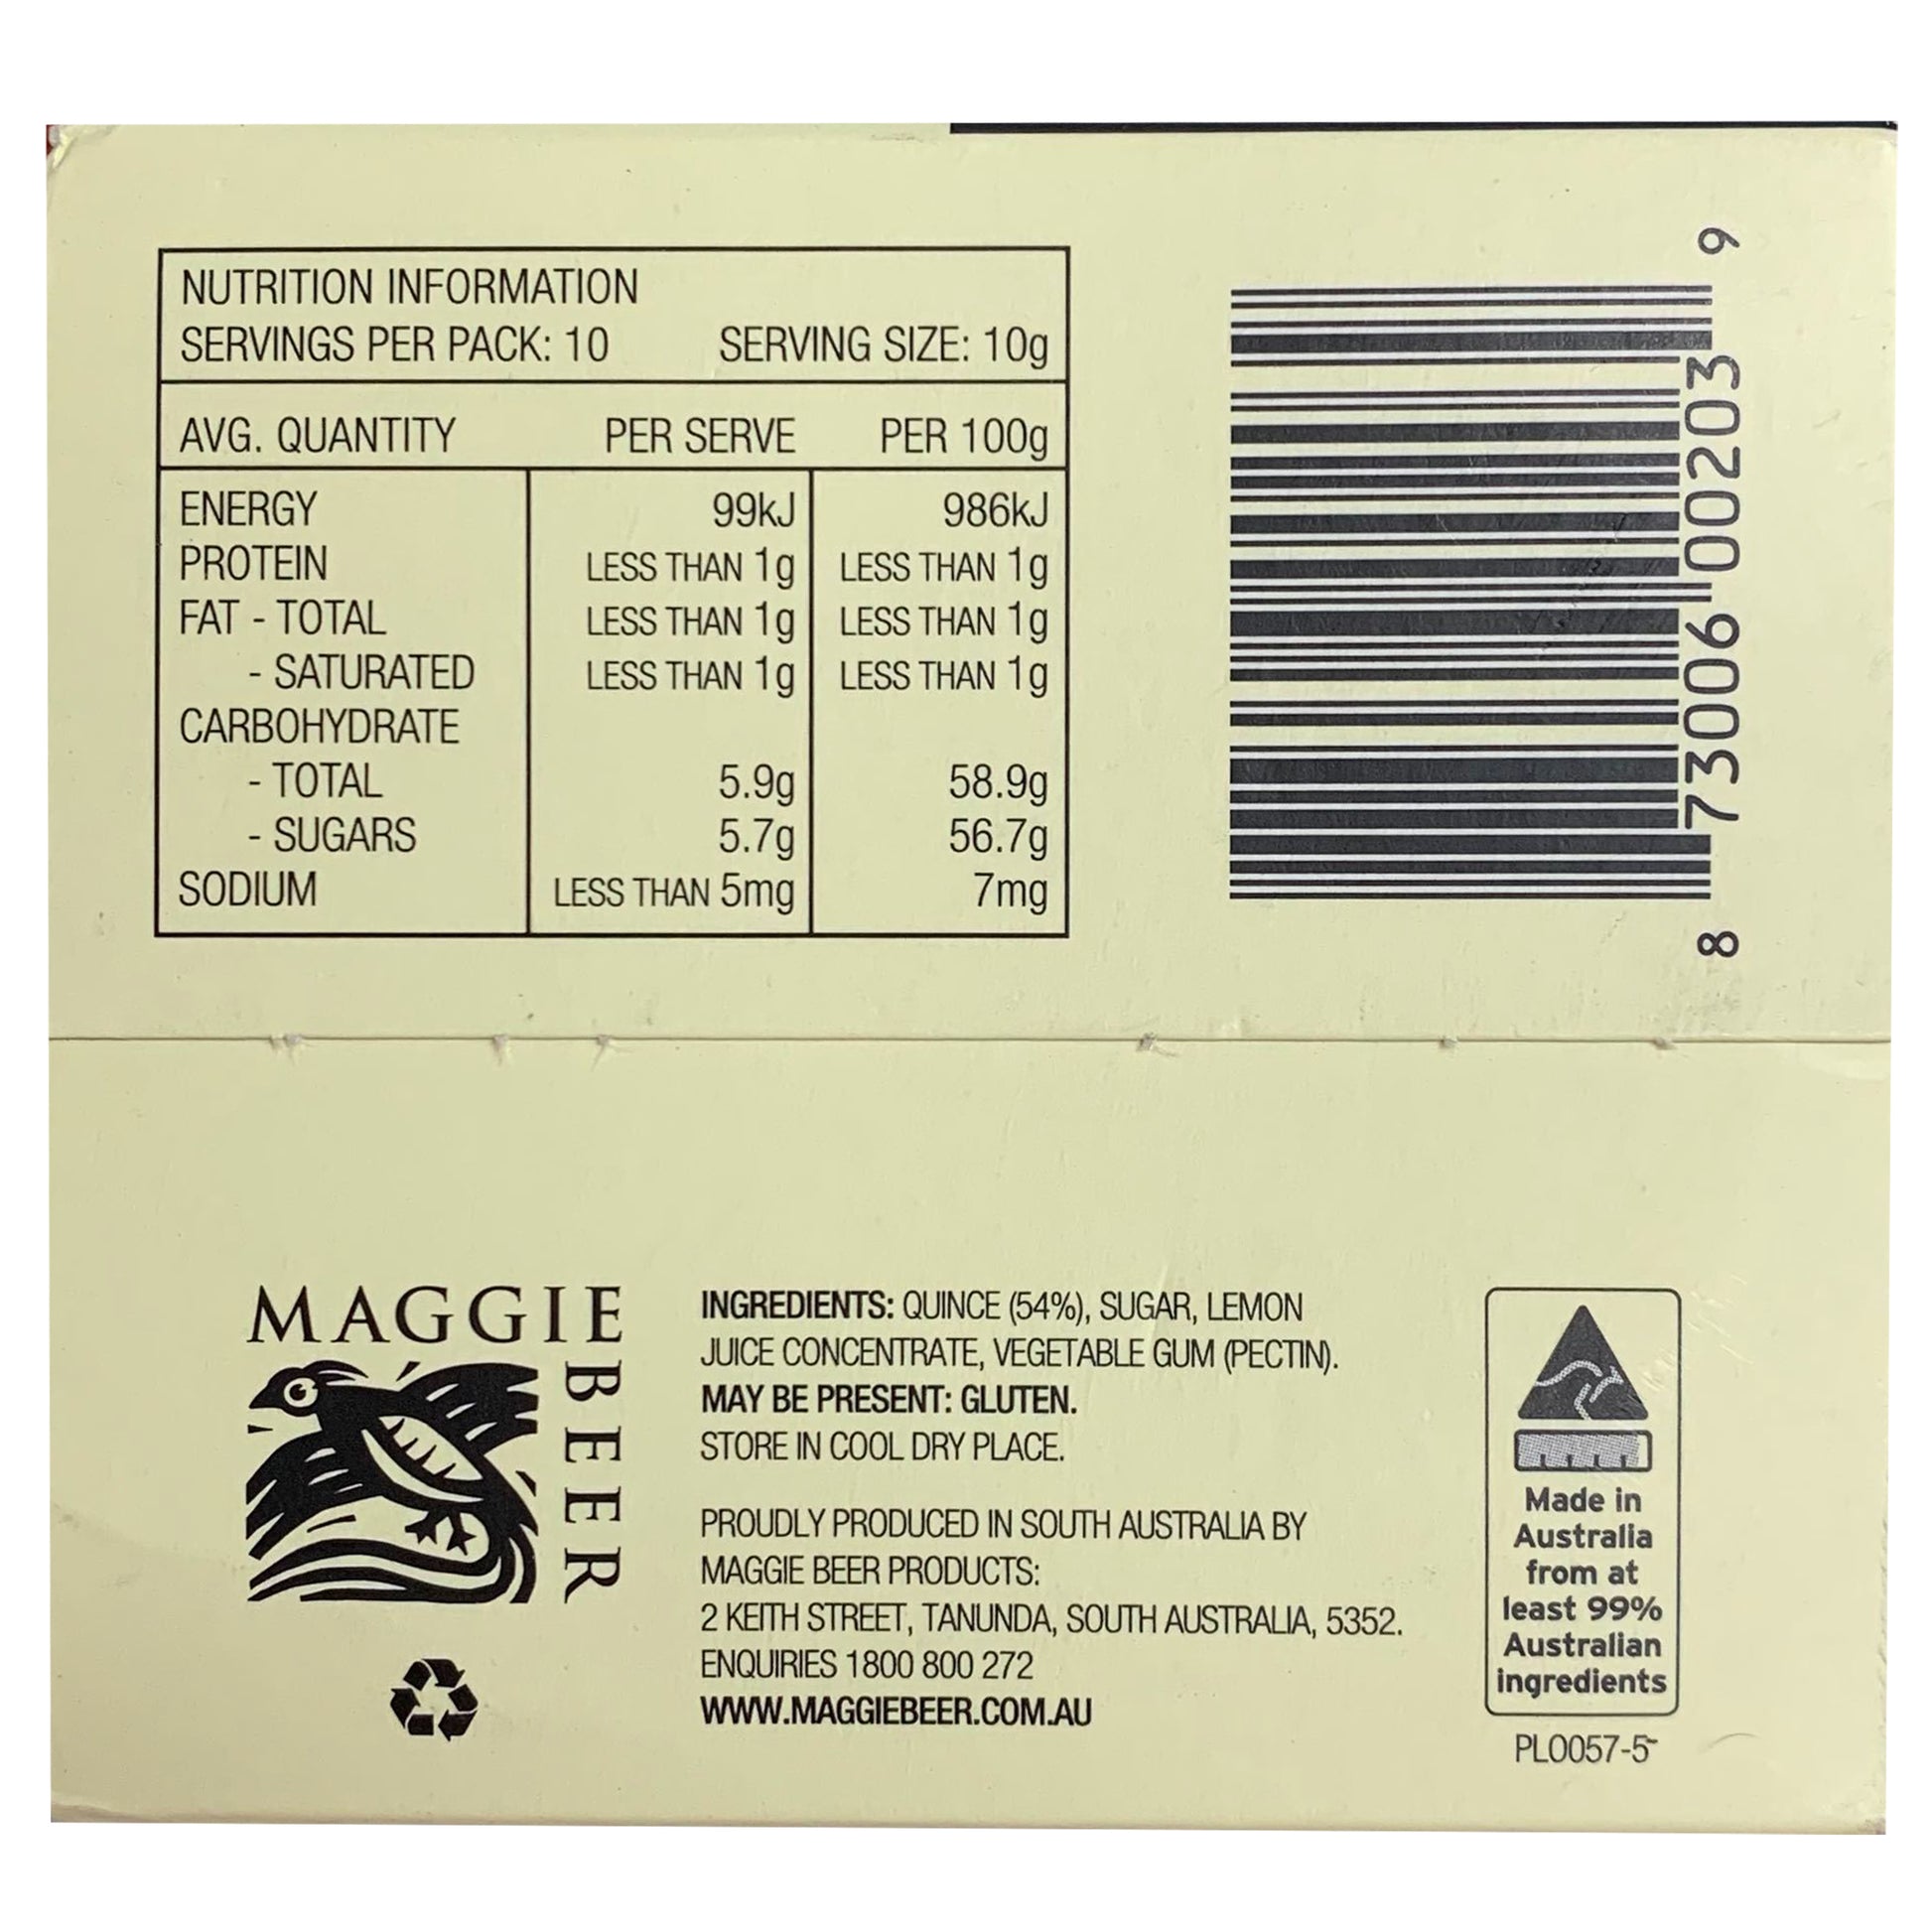 NUTRITION INFORMATION
SERVINGS PER PACK: 10 SERVING SIZE: 10g
AVG. QUANTITY PER SERVE PER 100g
ENERGY 99kJ 986kJ
PROTEIN LESS THAN 1g LESS THAN 1g
FAT - TOTAL LESS THAN 1g LESS THAN 1g
- SATURATED LESS THAN 1g LESS THAN 1g
CARBOHYDRATE
- TOTAL 5.9g 58.9g
- SUGARS 5.7g 56.7g
SODIUM LESS THAN 5mg 7mg
8 73006 00203 9
MAGGIE
BEER
INGREDIENTS: QUINCE (54%), SUGAR, LEMON
JUICE CONCENTRATE, VEGETABLE GUM (PECTIN).
MAY BE PRESENT: GLUTEN.
STORE IN COOL DRY PLACE.
PROUDLY PRODUCED IN SOUTH AUSTRALIA BY
MAGGIE BEER PRODUCTS:
2 KEITH STREET, TANUNDA, SOUTH AUSTRALIA, 5352.
ENQUIRIES 1800 800 272
WWW.MAGGIEBEER.COM.AU
Made in
Australia
from at
least 99%
Australian
ingredients
PL0057-5